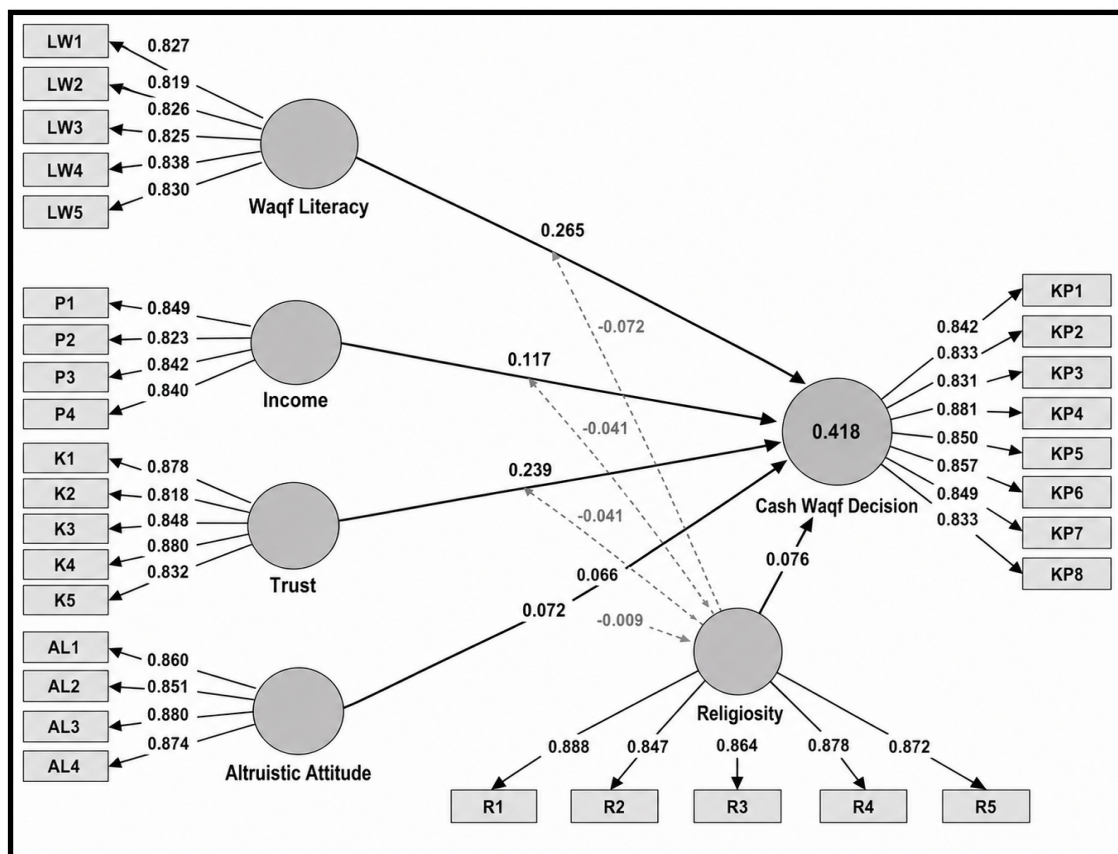 LW1
LW2
LW3
LW4
LW5
0.827
0.819
0.826
0.825
0.838
0.830
Waqf Literacy
P1
P2
P3
P4
0.849
0.823
0.842
0.840
Income
K1
K2
K3
K4
K5
0.878
0.818
0.848
0.880
0.832
Trust
AL1
AL2
AL3
AL4
0.860
0.851
0.880
0.874
Altruistic Attitude
0.265
-0.072
0.117
-0.041
0.239
-0.041
0.066
0.072
-0.009
0.076
0.418
Cash Waqf Decision
0.842
0.833
0.831
0.881
0.850
0.857
0.849
0.833
KP1
KP2
KP3
KP4
KP5
KP6
KP7
KP8
Religiosity
0.888
0.847
0.864
0.878
0.872
R1
R2
R3
R4
R5